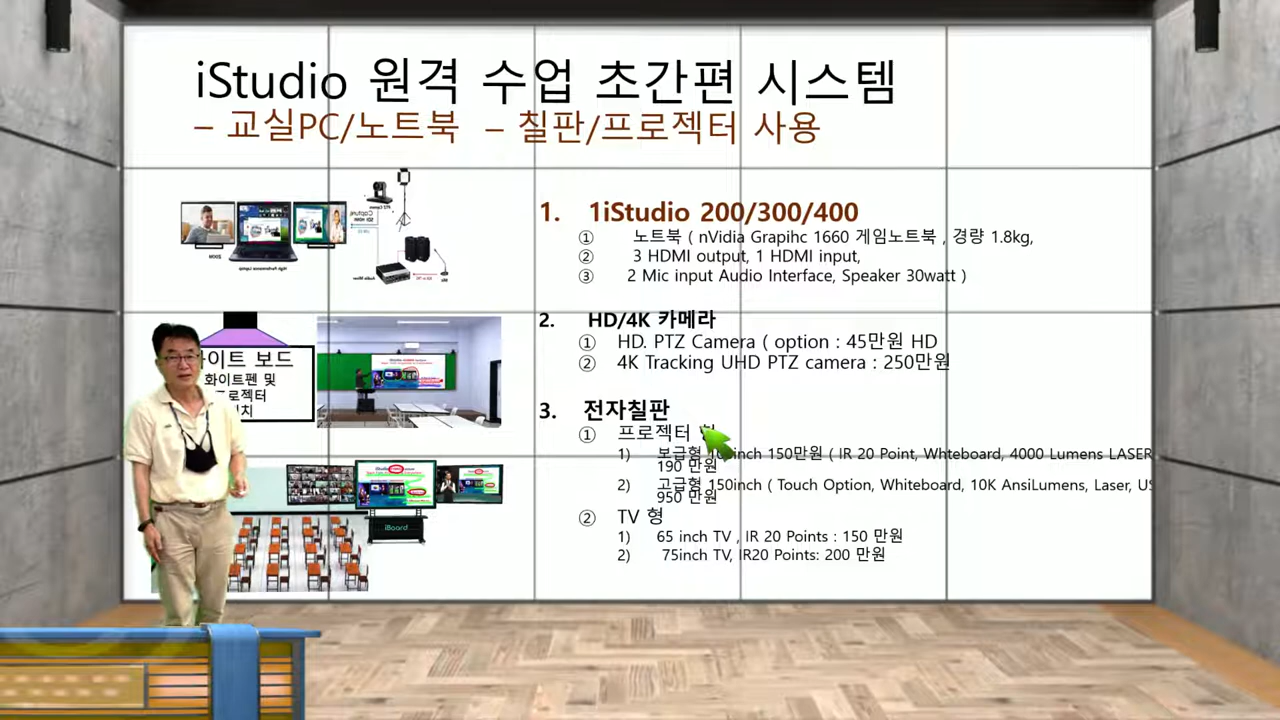 iStudio 원격 수업 초간편 시스템
– 교실PC/노트북 – 칠판/프로젝터 사용
1. 1iStudio 200/300/400
① 노트북 ( nVidia Grapihc 1660 게임노트북 , 경량 1.8kg,
② 3 HDMI output, 1 HDMI input,
③ 2 Mic input Audio Interface, Speaker 30watt )
2. HD/4K 카메라
① HD. PTZ Camera ( option : 45만원 HD
② 4K Tracking UHD PTZ camera : 250만원
3. 전자칠판
① 프로젝터
1) 보급형 150만원 ( IR 20 Point, Whteboard, 4000 Lumens LASER
190 만원
2) 고급형 150inch ( Touch Option, Whiteboard, 10K AnsiLumens, Laser, US
950 만원
② TV 형
1) 65 inch TV , IR 20 Points : 150 만원
2) 75inch TV, IR20 Points: 200 만원
보드
화이트펜 및
iBoard